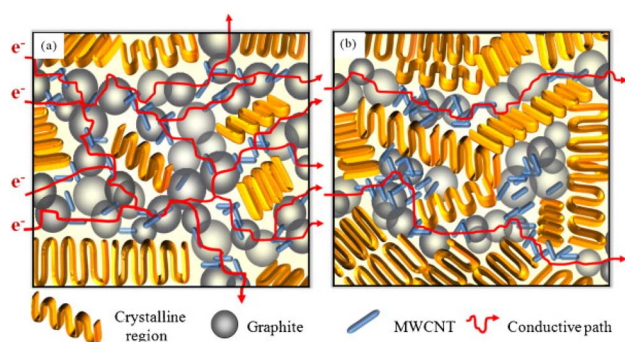 (a)
(b)
e-
e-
e-
e-
Crystalline
region
Graphite
MWCNT
Conductive path